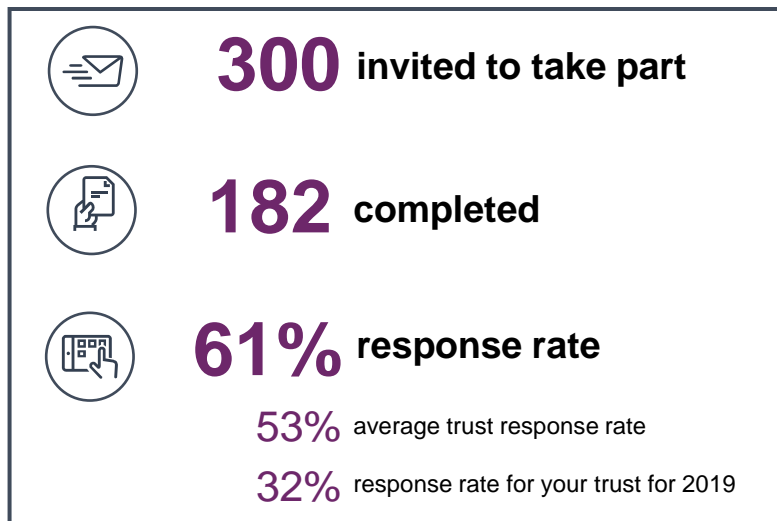 300 invited to take part
182 completed
61% response rate
53% average trust response rate
32% response rate for your trust for 2019